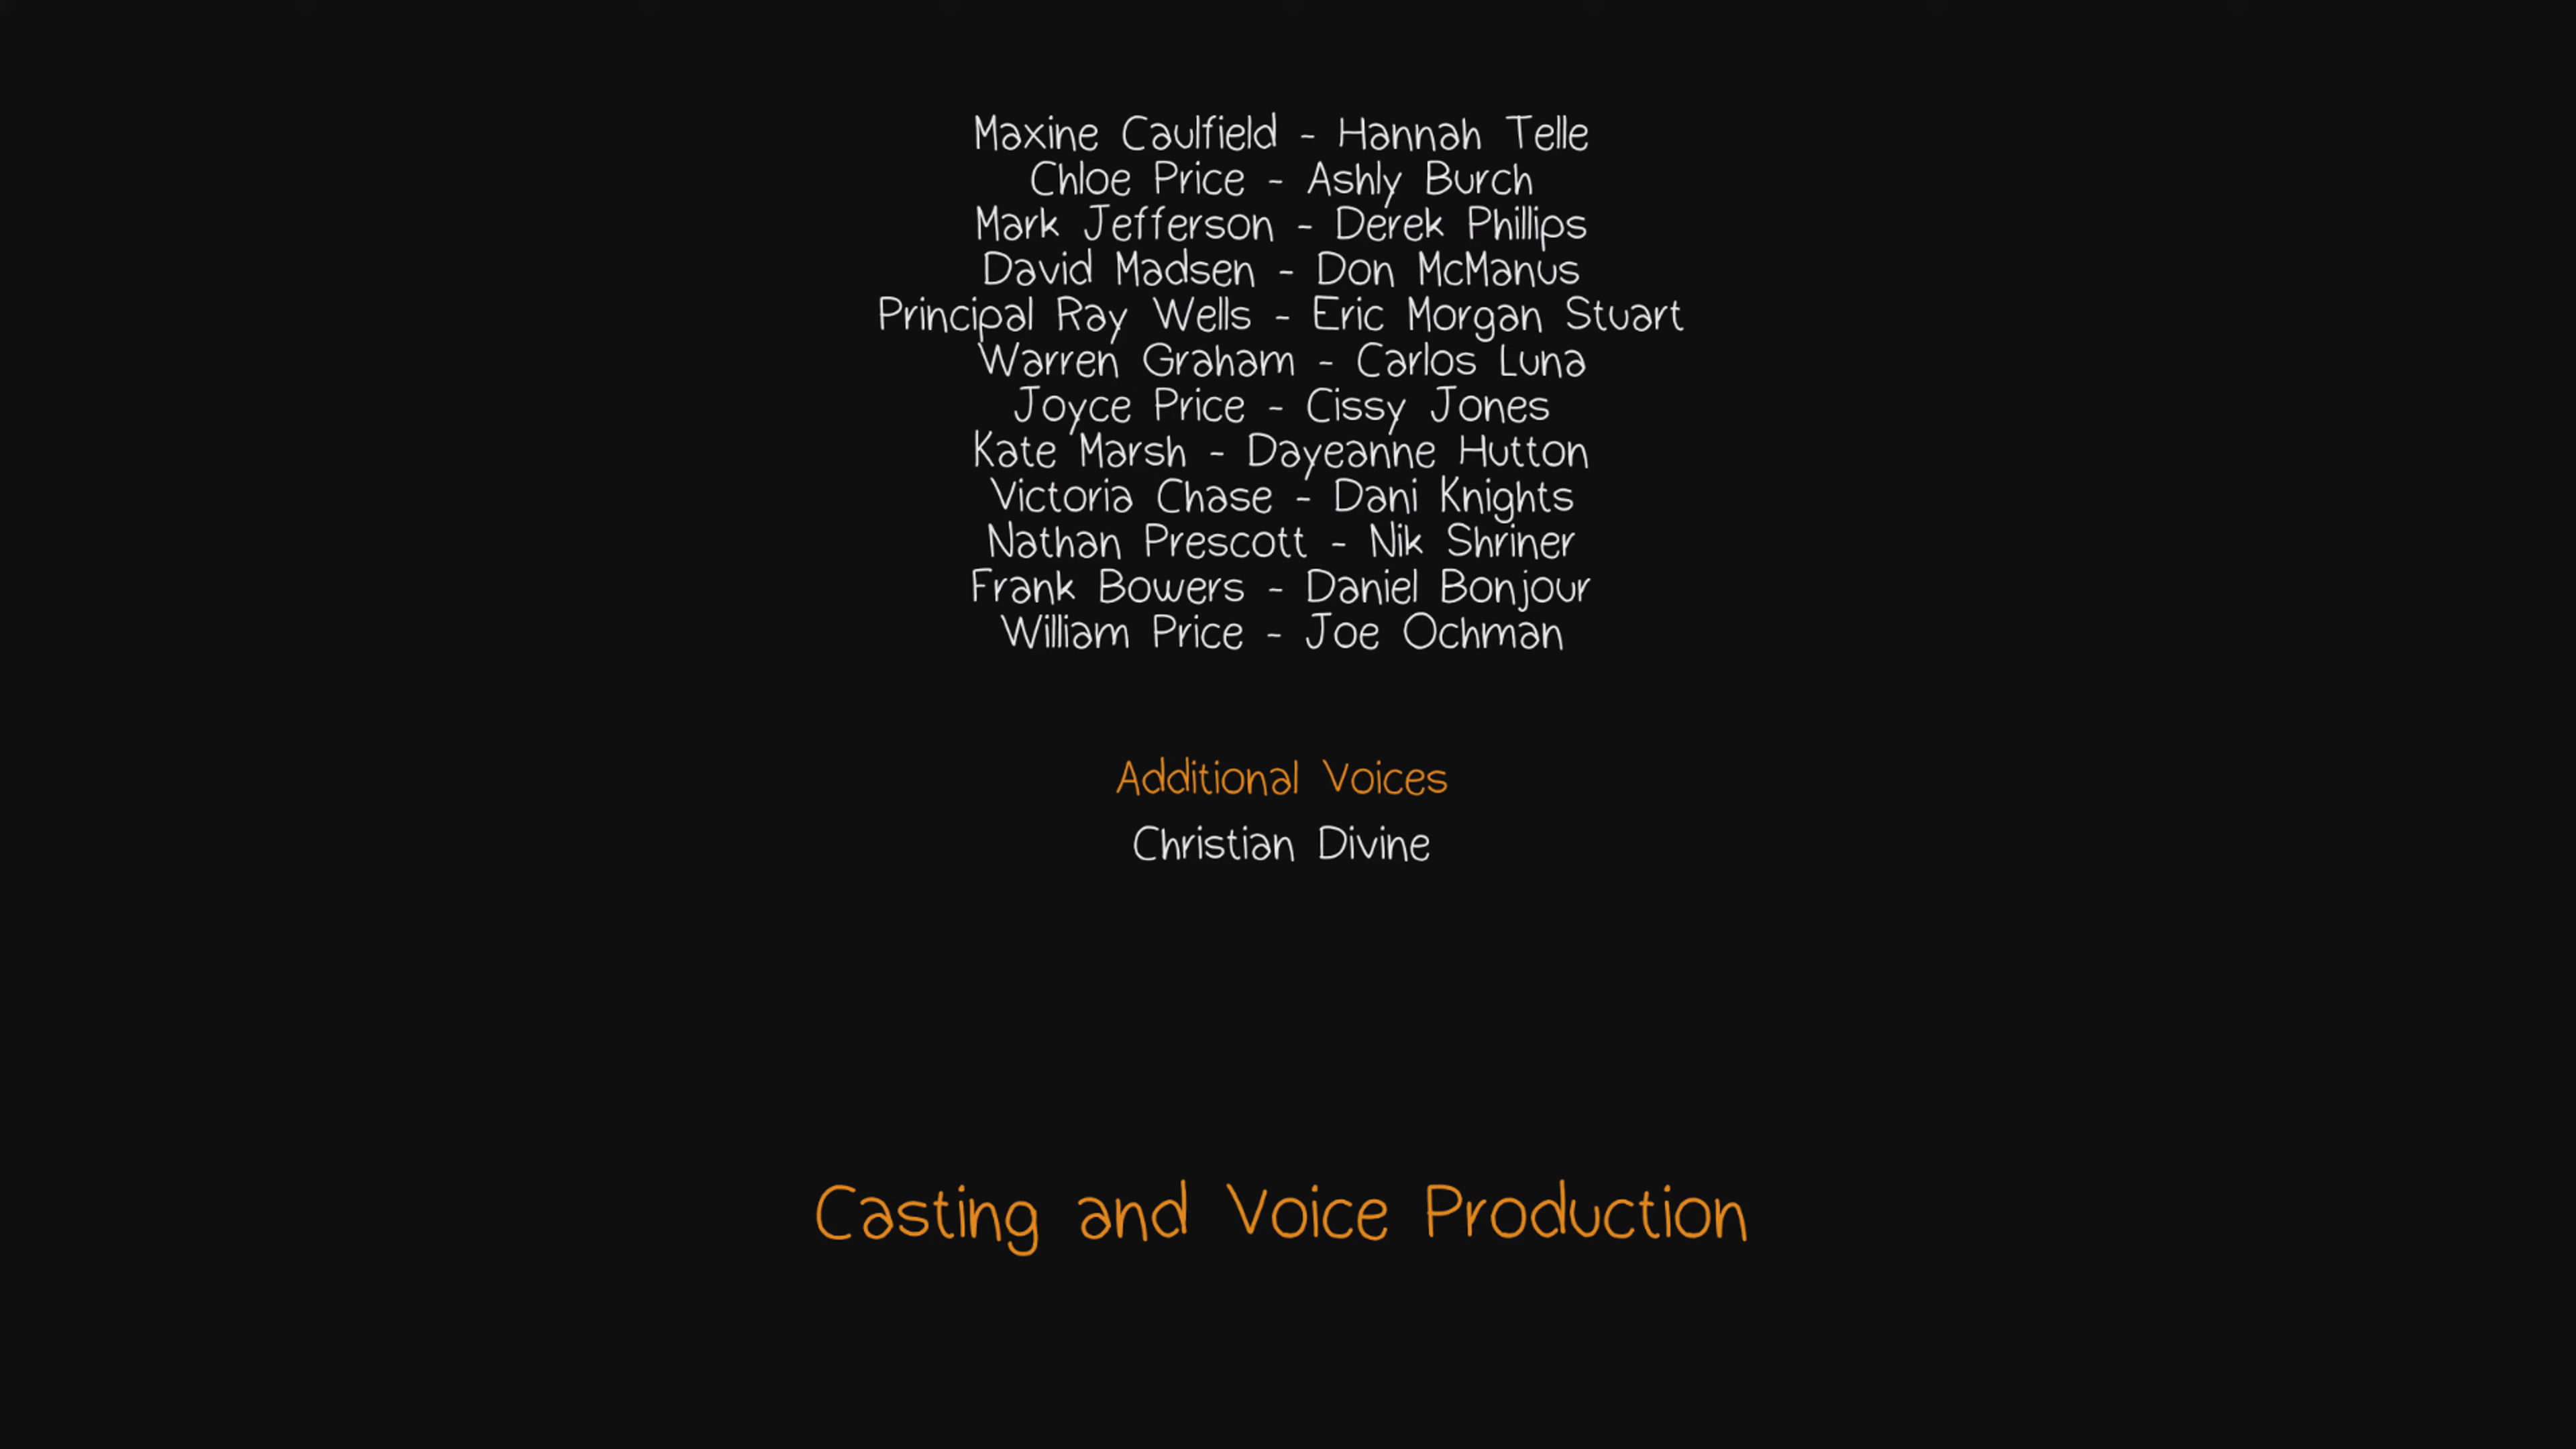 Maxine Caulfield - Hannah Telle
Chloe Price - Ashly Burch
Mark Jefferson - Derek Phillips
David Madsen - Don McManus
Principal Ray Wells - Eric Morgan Stuart
Warren Graham - Carlos Luna
Joyce Price - Cissy Jones
Kate Marsh - Dayeanne Hutton
Victoria Chase - Dani Knights
Nathan Prescott - Nik Shriner
Frank Bowers - Daniel Bonjour
William Price - Joe Ochman
Additional Voices
Christian Divine
Casting and Voice Production